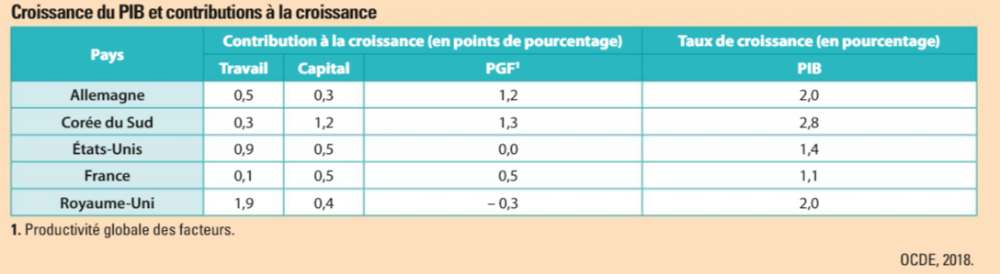 Croissance du PIB et contributions à la croissance
Pays Contribution à la croissance (en points de pourcentage) Taux de croissance (en pourcentage)
Travail Capital PGF¹ PIB
Allemagne 0,5 0,3 1,2 2,0
Corée du Sud 0,3 1,2 1,3 2,8
États-Unis 0,9 0,5 0,0 1,4
France 0,1 0,5 0,5 1,1
Royaume-Uni 1,9 0,4 – 0,3 2,0
1. Productivité globale des facteurs.
OCDE, 2018.